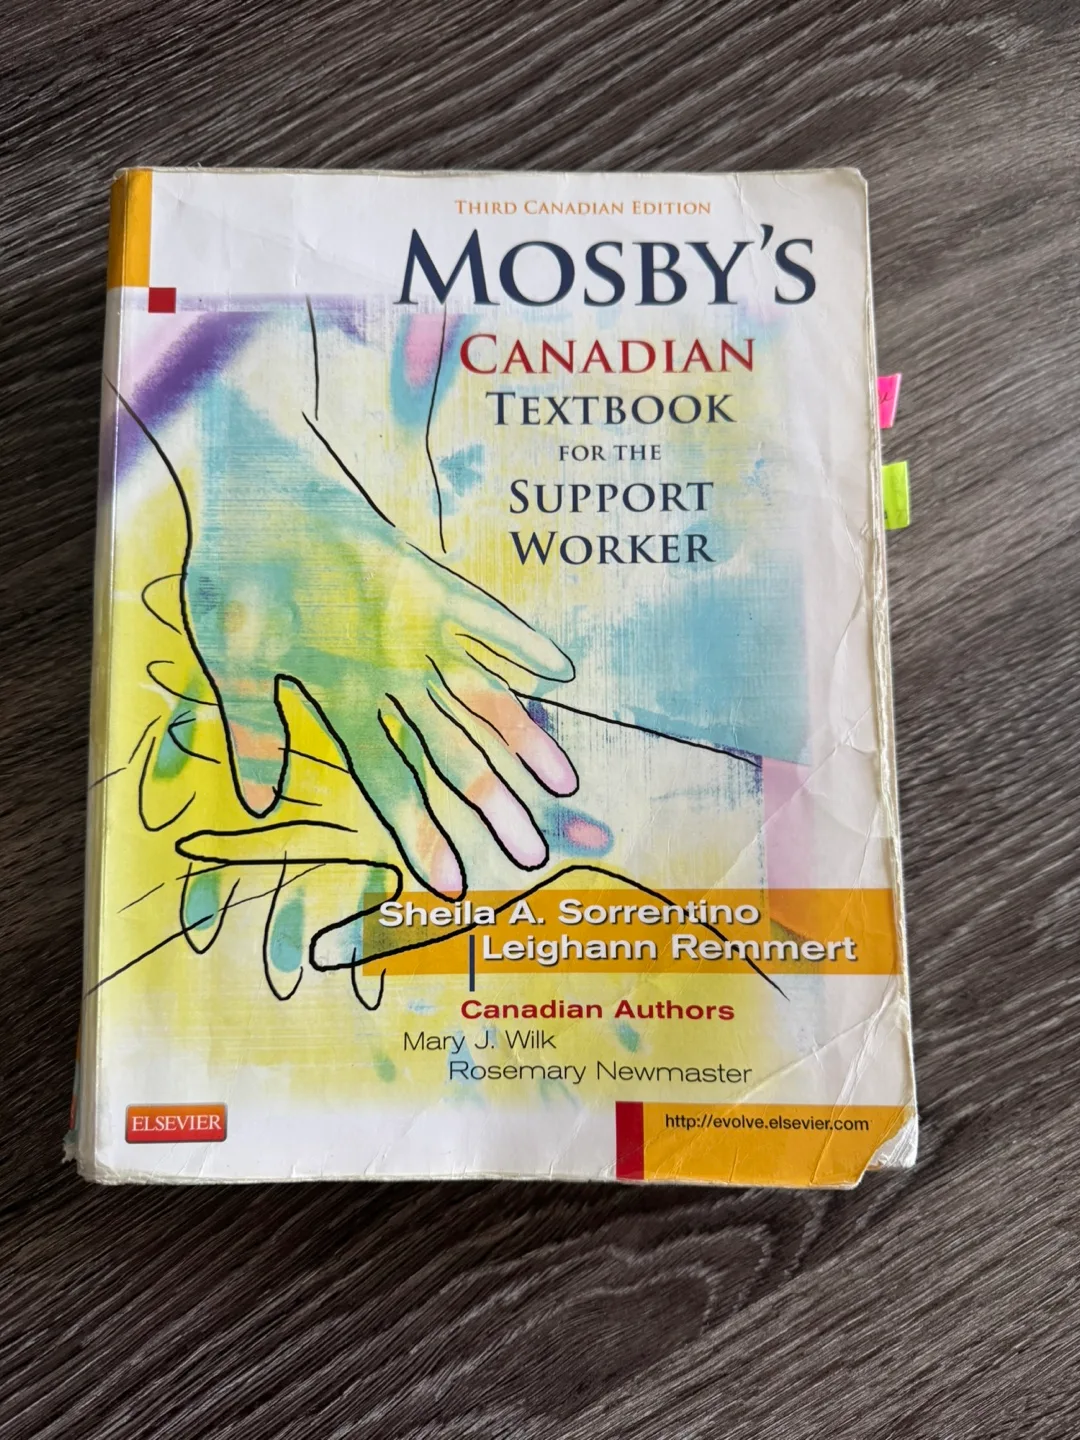 THIRD CANADIAN EDITION
MOSBY'S
CANADIAN
TEXTBOOK
FOR THE
SUPPORT
WORKER
Sheila A. Sorrentino
Leighann Remmert
Canadian Authors
Mary J. Wilk
Rosemary Newmaster
ELSEVIER
http://evolve.elsevier.com